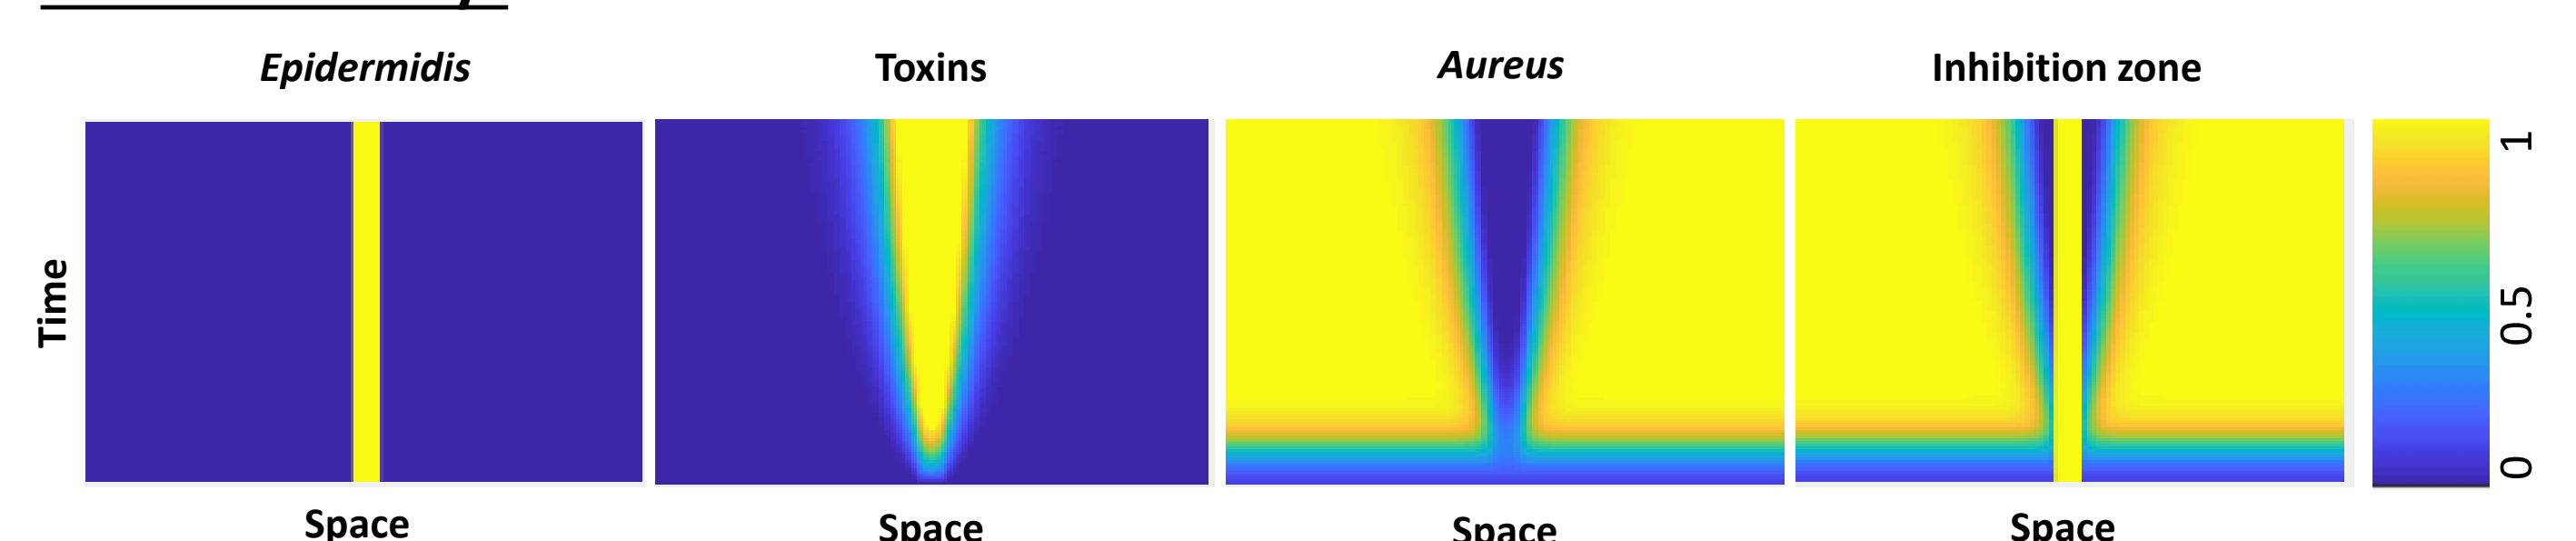 Epidermidis
Toxins
Aureus
Inhibition zone
Time
1
0.5
0
Space
Space
Space
Space